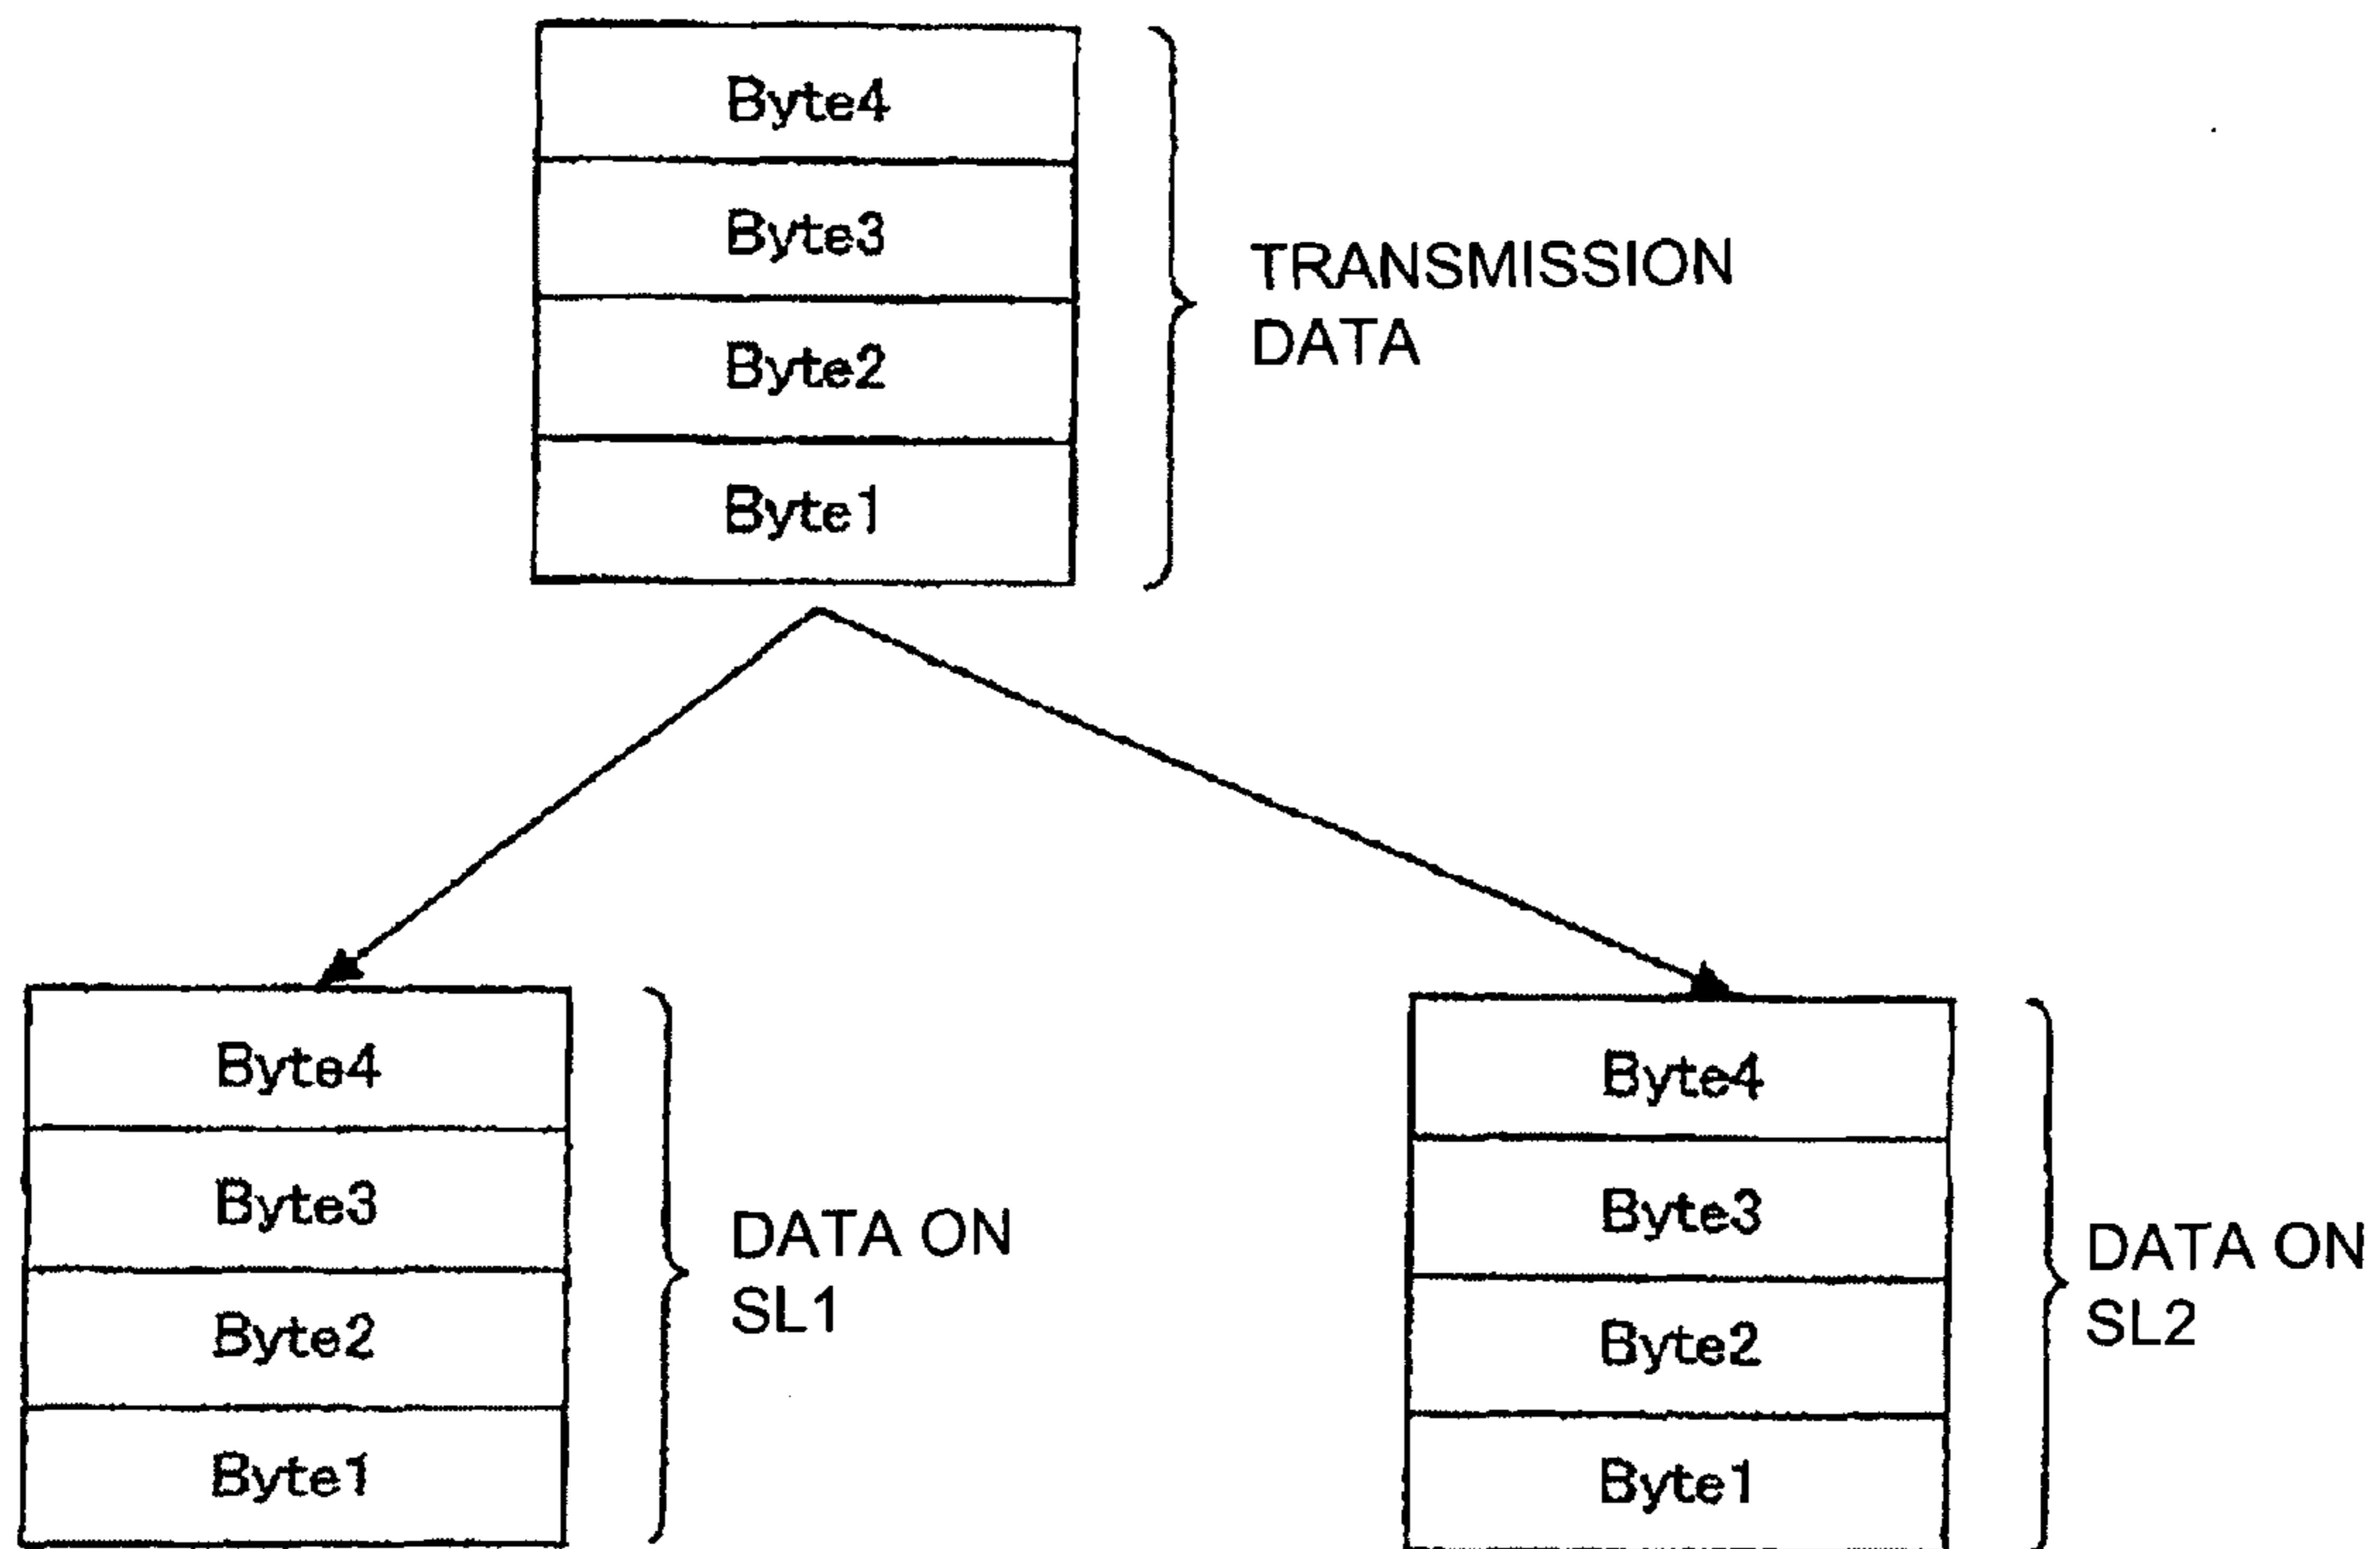 Byte4
Byte3
Byte2
Byte1
TRANSMISSION
DATA
Byte4
Byte3
Byte2
Byte1
DATA ON
SL1
Byte4
Byte3
Byte2
Byte1
DATA ON
SL2